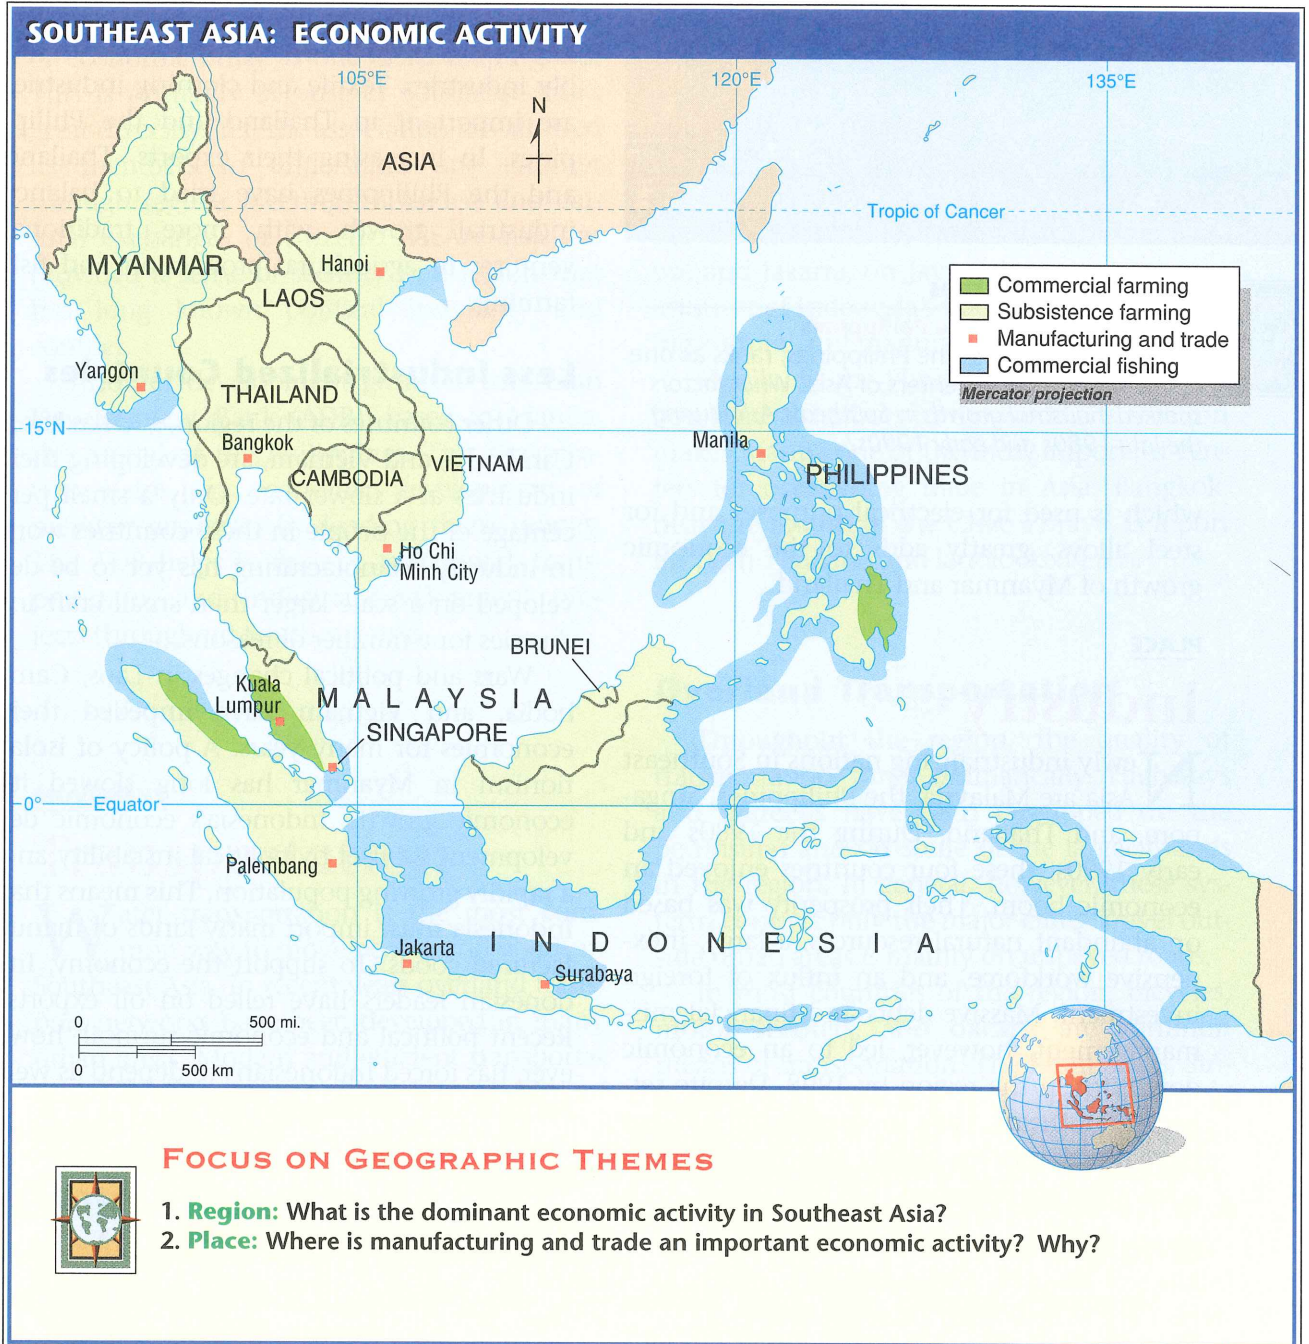 SOUTHEAST ASIA: ECONOMIC ACTIVITY
105°E
120°E
135°E
N
ASIA
Tropic of Cancer
MYANMAR
Hanoi
LAOS
Commercial farming
Subsistence farming
Manufacturing and trade
Commercial fishing
Mercator projection
Yangon
THAILAND
15°N
Bangkok
Manila
CAMBODIA
VIETNAM
PHILIPPINES
Ho Chi
Minh City
BRUNEI
Kuala
Lumpur
MALAYSIA
SINGAPORE
0°
Equator
Palembang
Jakarta
INDONESIA
Surabaya
0 500 mi.
0 500 km
FOCUS ON GEOGRAPHIC THEMES
1. Region: What is the dominant economic activity in Southeast Asia?
2. Place: Where is manufacturing and trade an important economic activity? Why?